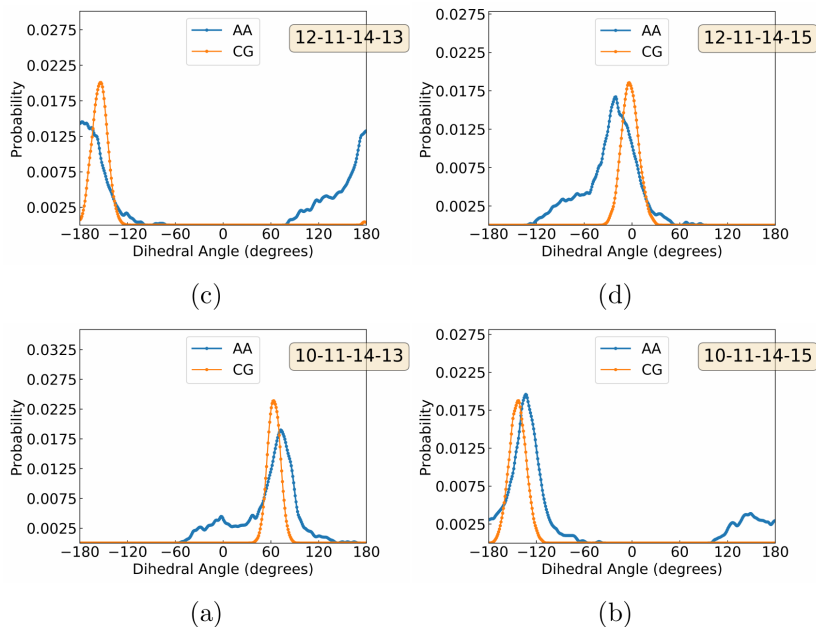 AA
CG
12-11-14-13
Probability
0.0275
0.0225
0.0175
0.0125
0.0075
0.0025
−180
−120
−60
0
60
120
180
Dihedral Angle (degrees)
(c)
AA
CG
12-11-14-15
Probability
0.0275
0.0225
0.0175
0.0125
0.0075
0.0025
−180
−120
−60
0
60
120
180
Dihedral Angle (degrees)
(d)
AA
CG
10-11-14-13
Probability
0.0325
0.0275
0.0225
0.0175
0.0125
0.0075
0.0025
−180
−120
−60
0
60
120
180
Dihedral Angle (degrees)
(a)
AA
CG
10-11-14-15
Probability
0.0275
0.0225
0.0175
0.0125
0.0075
0.0025
−180
−120
−60
0
60
120
180
Dihedral Angle (degrees)
(b)